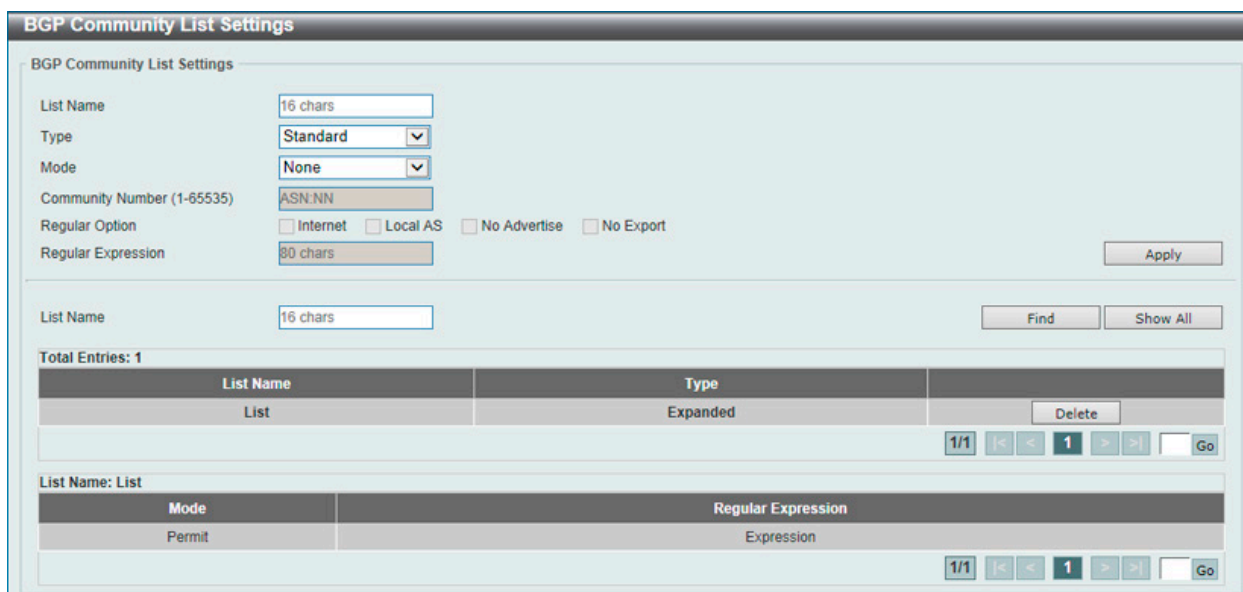 BGP Community List Settings
BGP Community List Settings
List Name 16 chars
Type Standard
Mode None
Community Number (1-65535) ASN:NN
Regular Option Internet Local AS No Advertise No Export
Regular Expression 80 chars Apply
List Name 16 chars Find Show All
Total Entries: 1
List Name Type
List Expanded Delete
1/1 |< < 1 > >| Go
List Name: List
Mode Regular Expression
Permit Expression
1/1 |< < 1 > >| Go